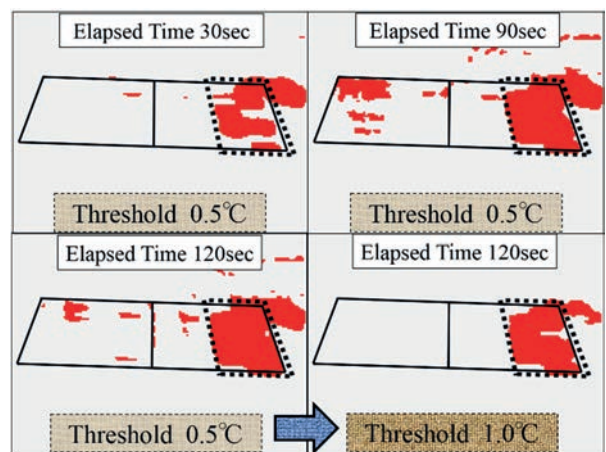 Elapsed Time 30sec
Elapsed Time 90sec
Threshold 0.5℃
Threshold 0.5℃
Elapsed Time 120sec
Elapsed Time 120sec
Threshold 0.5℃
Threshold 1.0℃